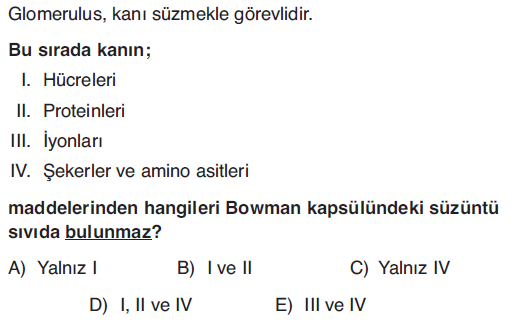 Glomerulus, kanı süzmekle görevlidir.
Bu sırada kanın;
I. Hücreleri
II. Proteinleri
III. İyonları
IV. Şekerler ve amino asitleri
maddelerinden hangileri Bowman kapsülündeki süzüntü
sıvıda bulunmaz?
A) Yalnız I B) I ve II C) Yalnız IV
D) I, II ve IV E) III ve IV